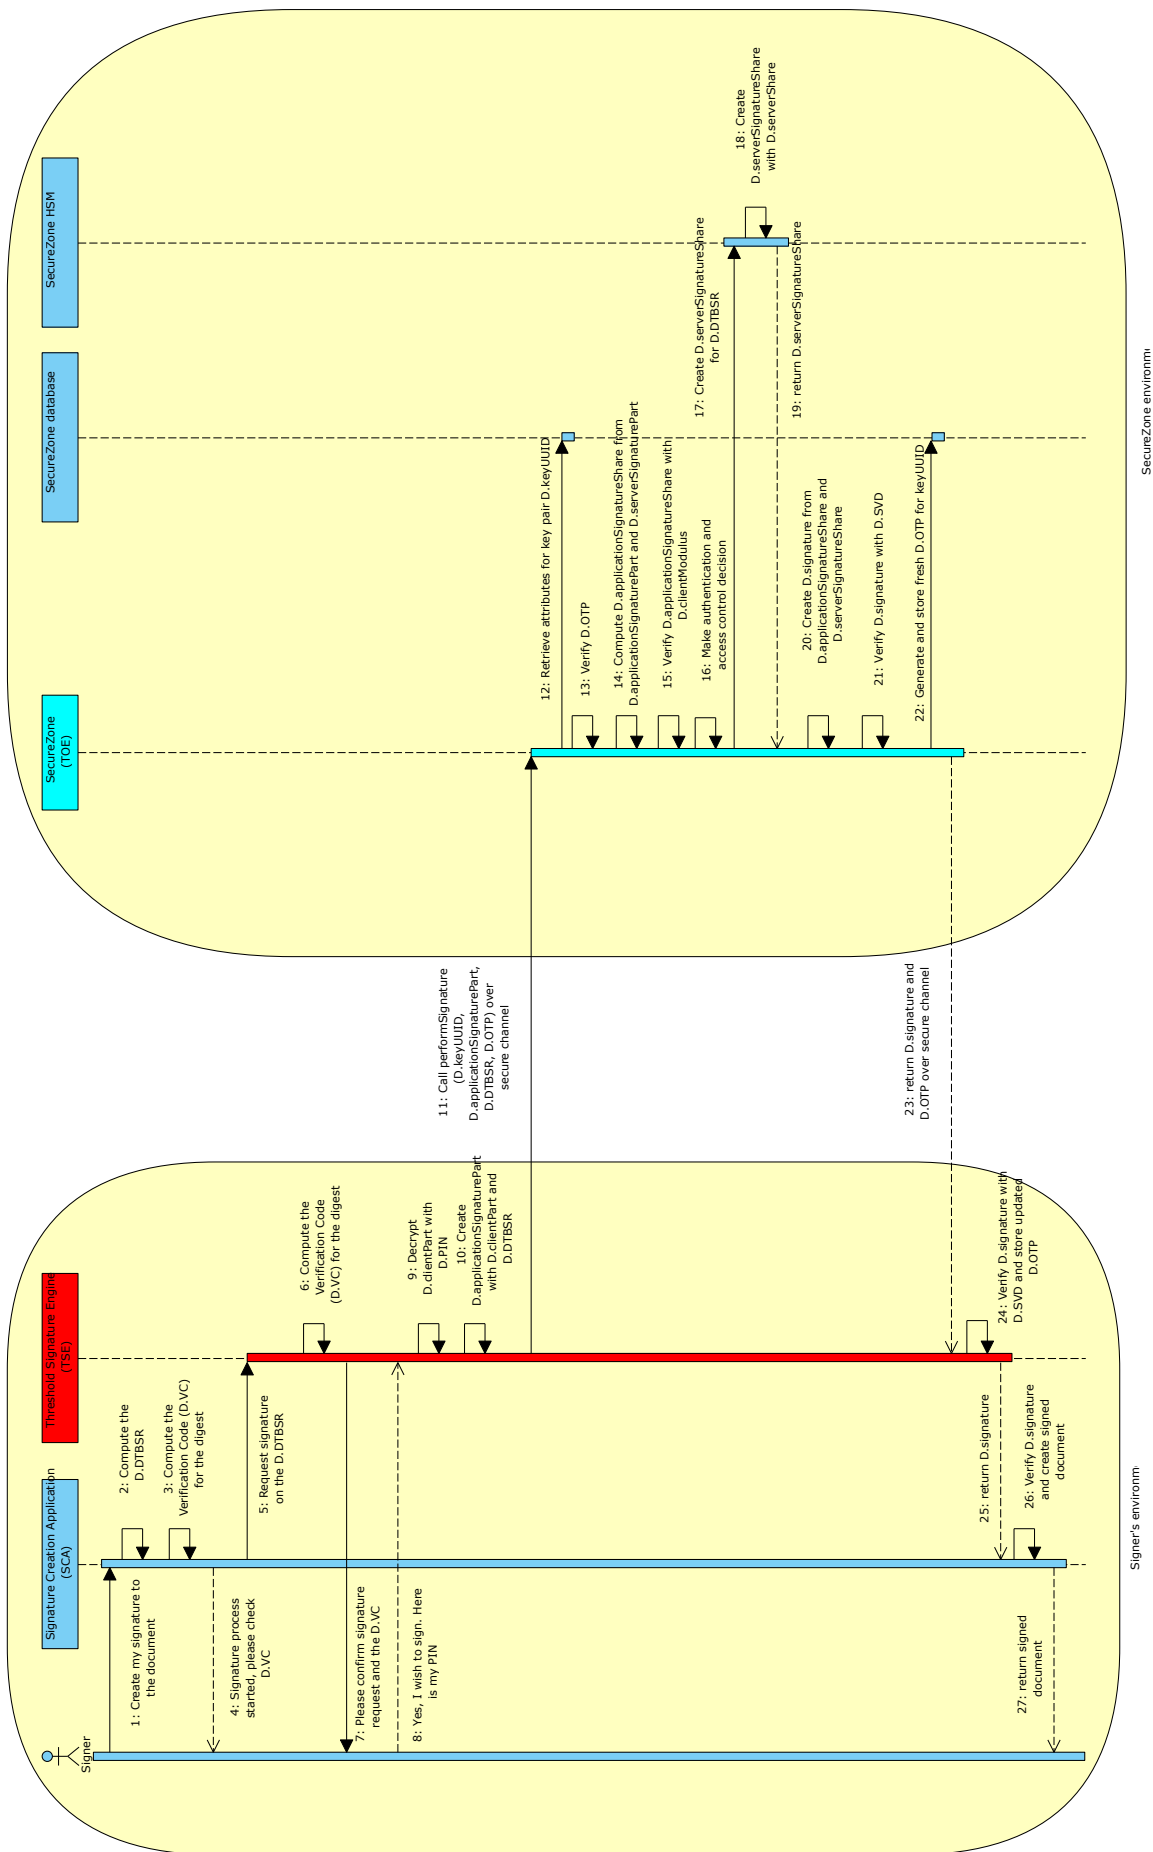 Signer
Signature Creation Application
(SCA)
Threshold Signature Engine
(TSE)
SecureZone
(TOE)
SecureZone database
SecureZone HSM
1: Create my signature to
the document
2: Compute the
D.DTBSR
3: Compute the
Verification Code (D.VC)
for the digest
4: Signature process
started, please check
D.VC
5: Request signature
on the D.DTBSR
6: Compute the
Verification Code
(D.VC) for the digest
7: Please confirm signature
request and the D.VC
8: Yes, I wish to sign. Here
is my PIN
9: Decrypt
D.clientPart with
D.PIN
10: Create
D.applicationSignaturePart
with D.clientPart and
D.DTBSR
11: Call performSignature
(D.keyUUID,
D.applicationSignaturePart,
D.DTBSR, D.OTP) over
secure channel
12: Retrieve attributes for key pair D.keyUUID
13: Verify D.OTP
14: Compute D.applicationSignatureShare from
D.applicationSignaturePart and D.serverSignaturePart
15: Verify D.applicationSignatureShare with
D.clientModulus
16: Make authentication and
access control decision
17: Create D.serverSignatureShare
for D.DTBSR
18: Create
D.serverSignatureShare
with D.serverShare
19: return D.serverSignatureShare
20: Create D.signature from
D.applicationSignatureShare and
D.serverSignatureShare
21: Verify D.signature with D.SVD
22: Generate and store fresh D.OTP for keyUUID
23: return D.signature and
D.OTP over secure channel
24: Verify D.signature with
D.SVD and store updated
D.OTP
25: return D.signature
26: Verify D.signature
and create signed
document
27: return signed
document
Signer's environm
SecureZone environm